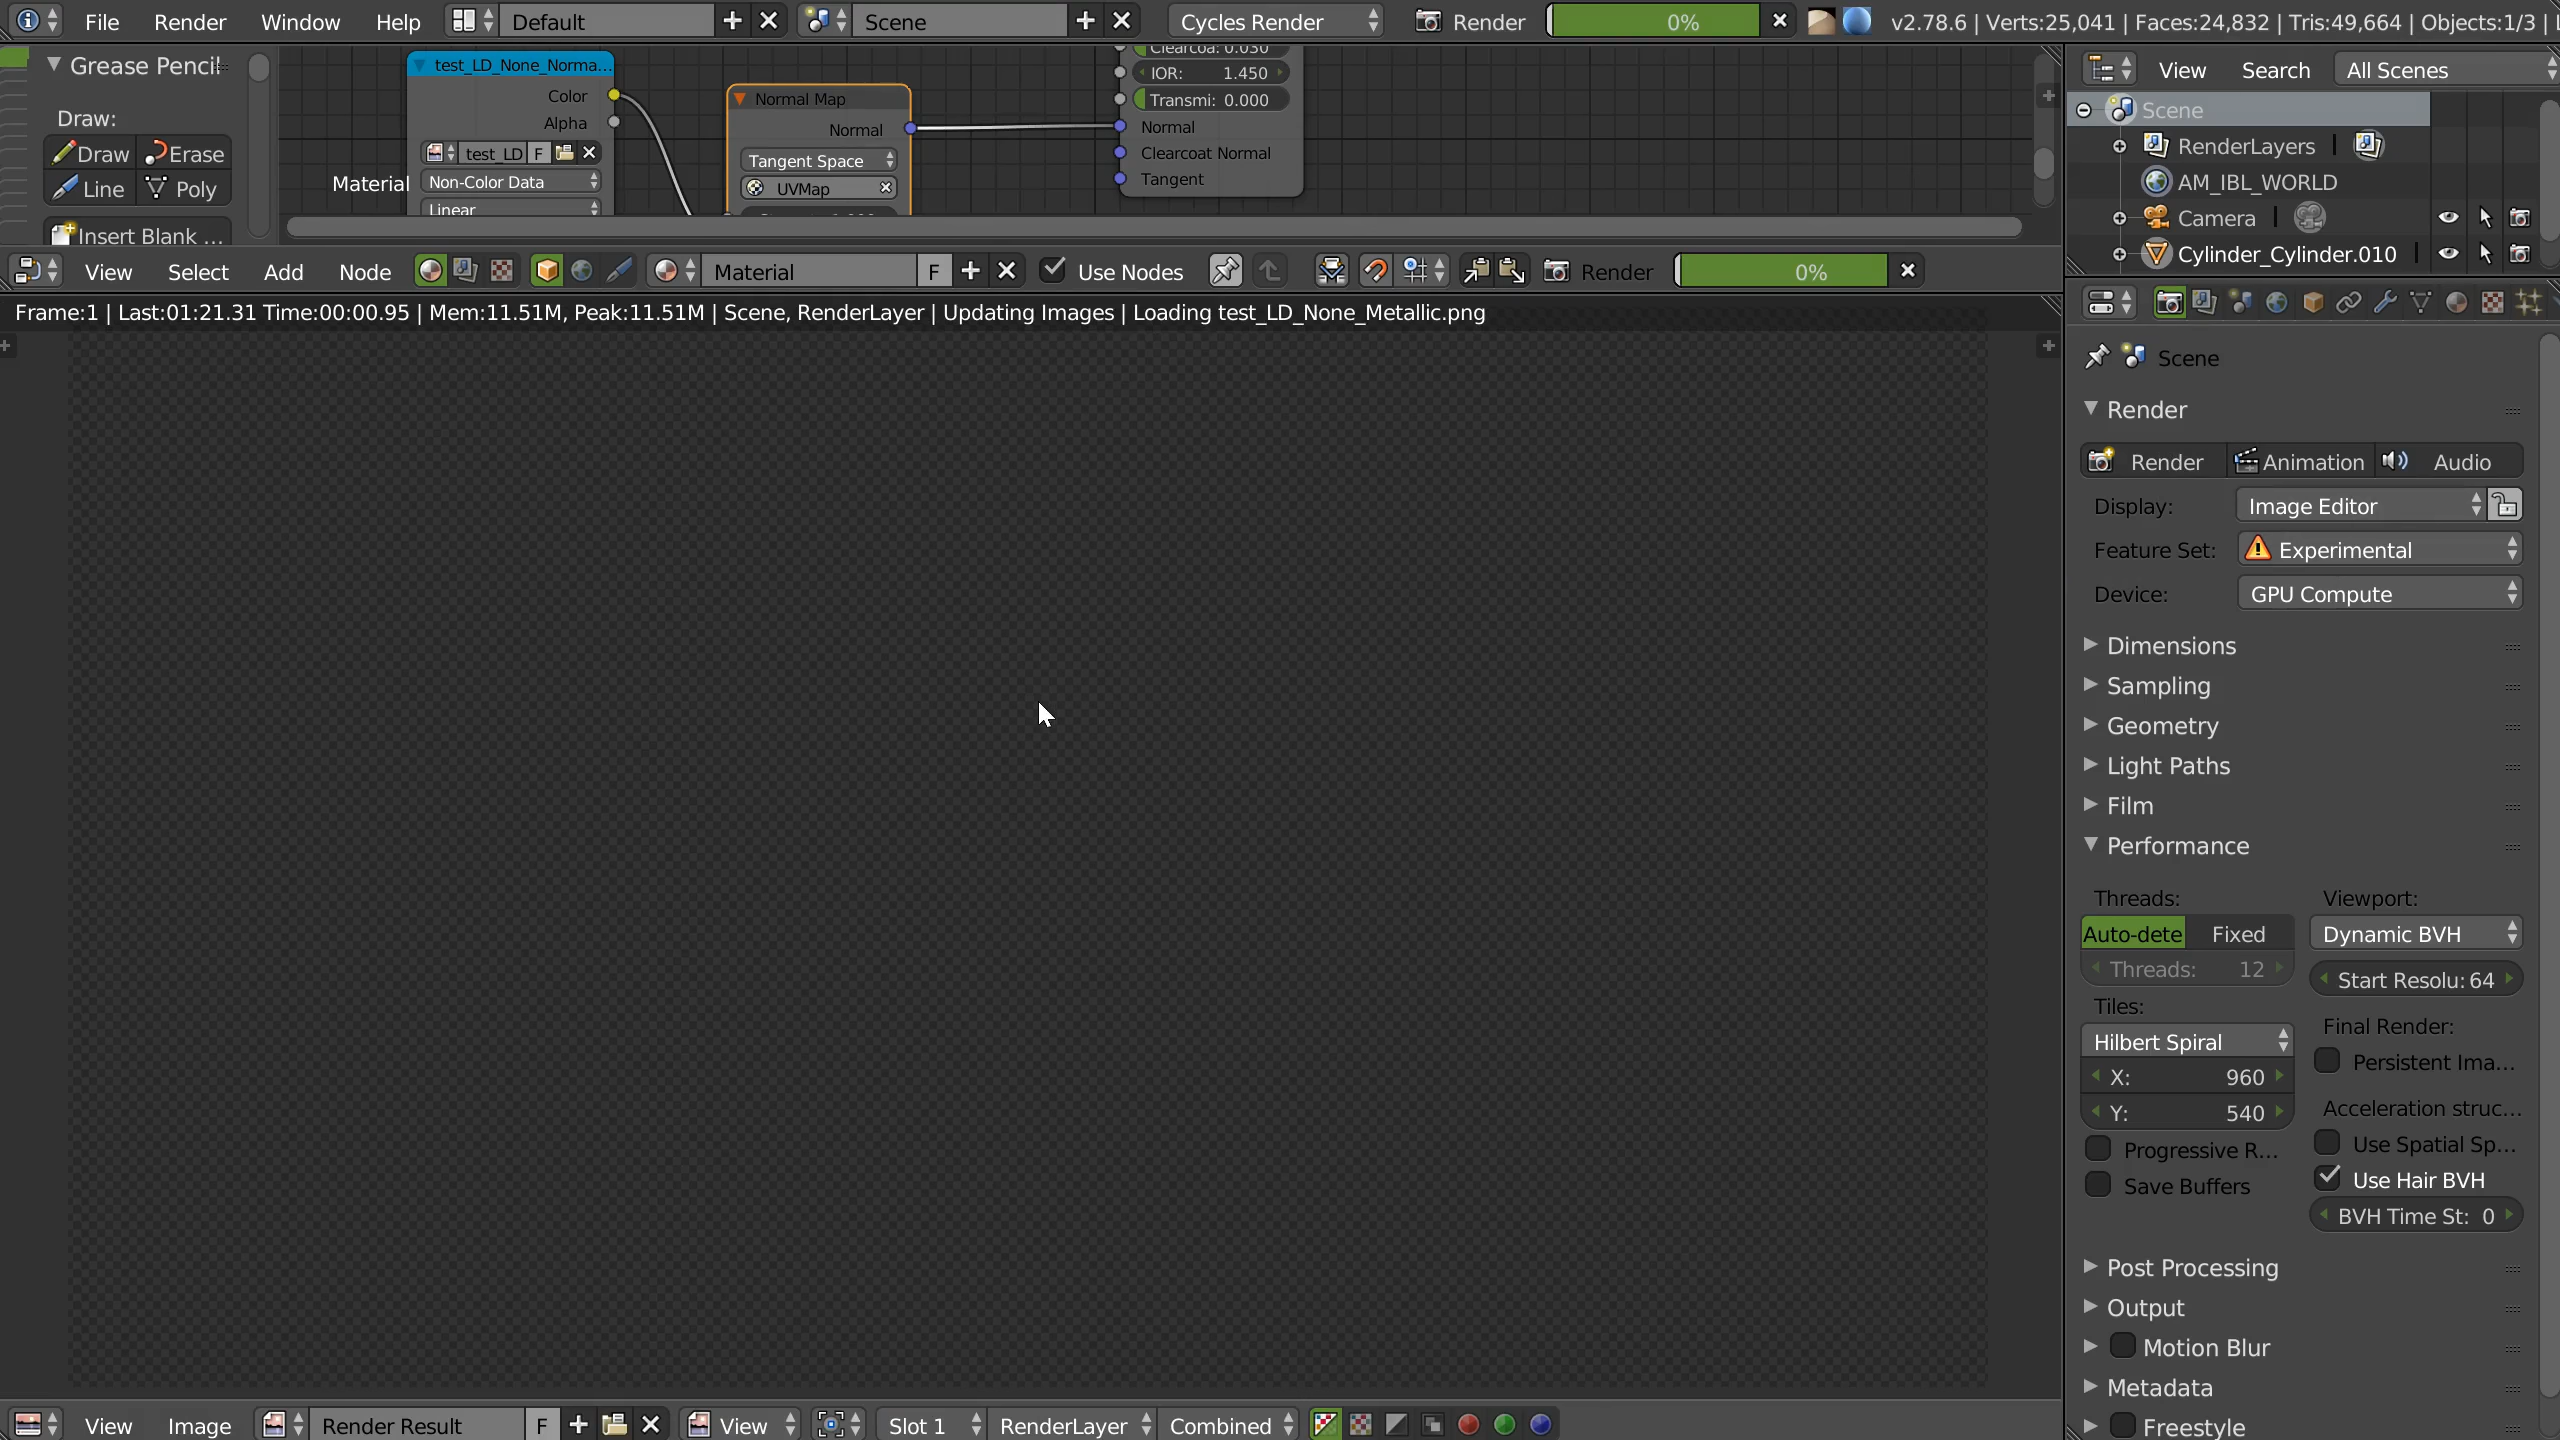 File Render Window Help Default Scene Cycles Render Render 0% v2.78.6 | Verts:25,041 | Faces:24,832 | Tris:49,664 | Objects:1/3 |
Grease Pencil
Draw:
Draw Erase
Line Poly
Insert Blank ...
test_LD_None_Norma...
Color
Alpha
test_LD F
Non-Color Data
Linear
Material
Normal Map
Normal
Tangent Space
UVMap
Clearcoa: 0.030
IOR: 1.450
Transmi: 0.000
Normal
Clearcoat Normal
Tangent
View Search All Scenes
Scene
RenderLayers |
AM_IBL_WORLD
Camera |
Cylinder_Cylinder.010 |
View Select Add Node Material F Use Nodes Render 0%
Frame:1 | Last:01:21.31 Time:00:00.95 | Mem:11.51M, Peak:11.51M | Scene, RenderLayer | Updating Images | Loading test_LD_None_Metallic.png
Scene
Render
Render Animation Audio
Display: Image Editor
Feature Set: Experimental
Device: GPU Compute
Dimensions
Sampling
Geometry
Light Paths
Film
Performance
Threads:
Auto-dete Fixed
Threads: 12
Tiles:
Hilbert Spiral
X: 960
Y: 540
Progressive R...
Save Buffers
Viewport:
Dynamic BVH
Start Resolu: 64
Final Render:
Persistent Ima...
Acceleration struc...
Use Spatial Sp...
Use Hair BVH
BVH Time St: 0
Post Processing
Output
Motion Blur
Metadata
Freestyle
View Image Render Result F View Slot 1 RenderLayer Combined